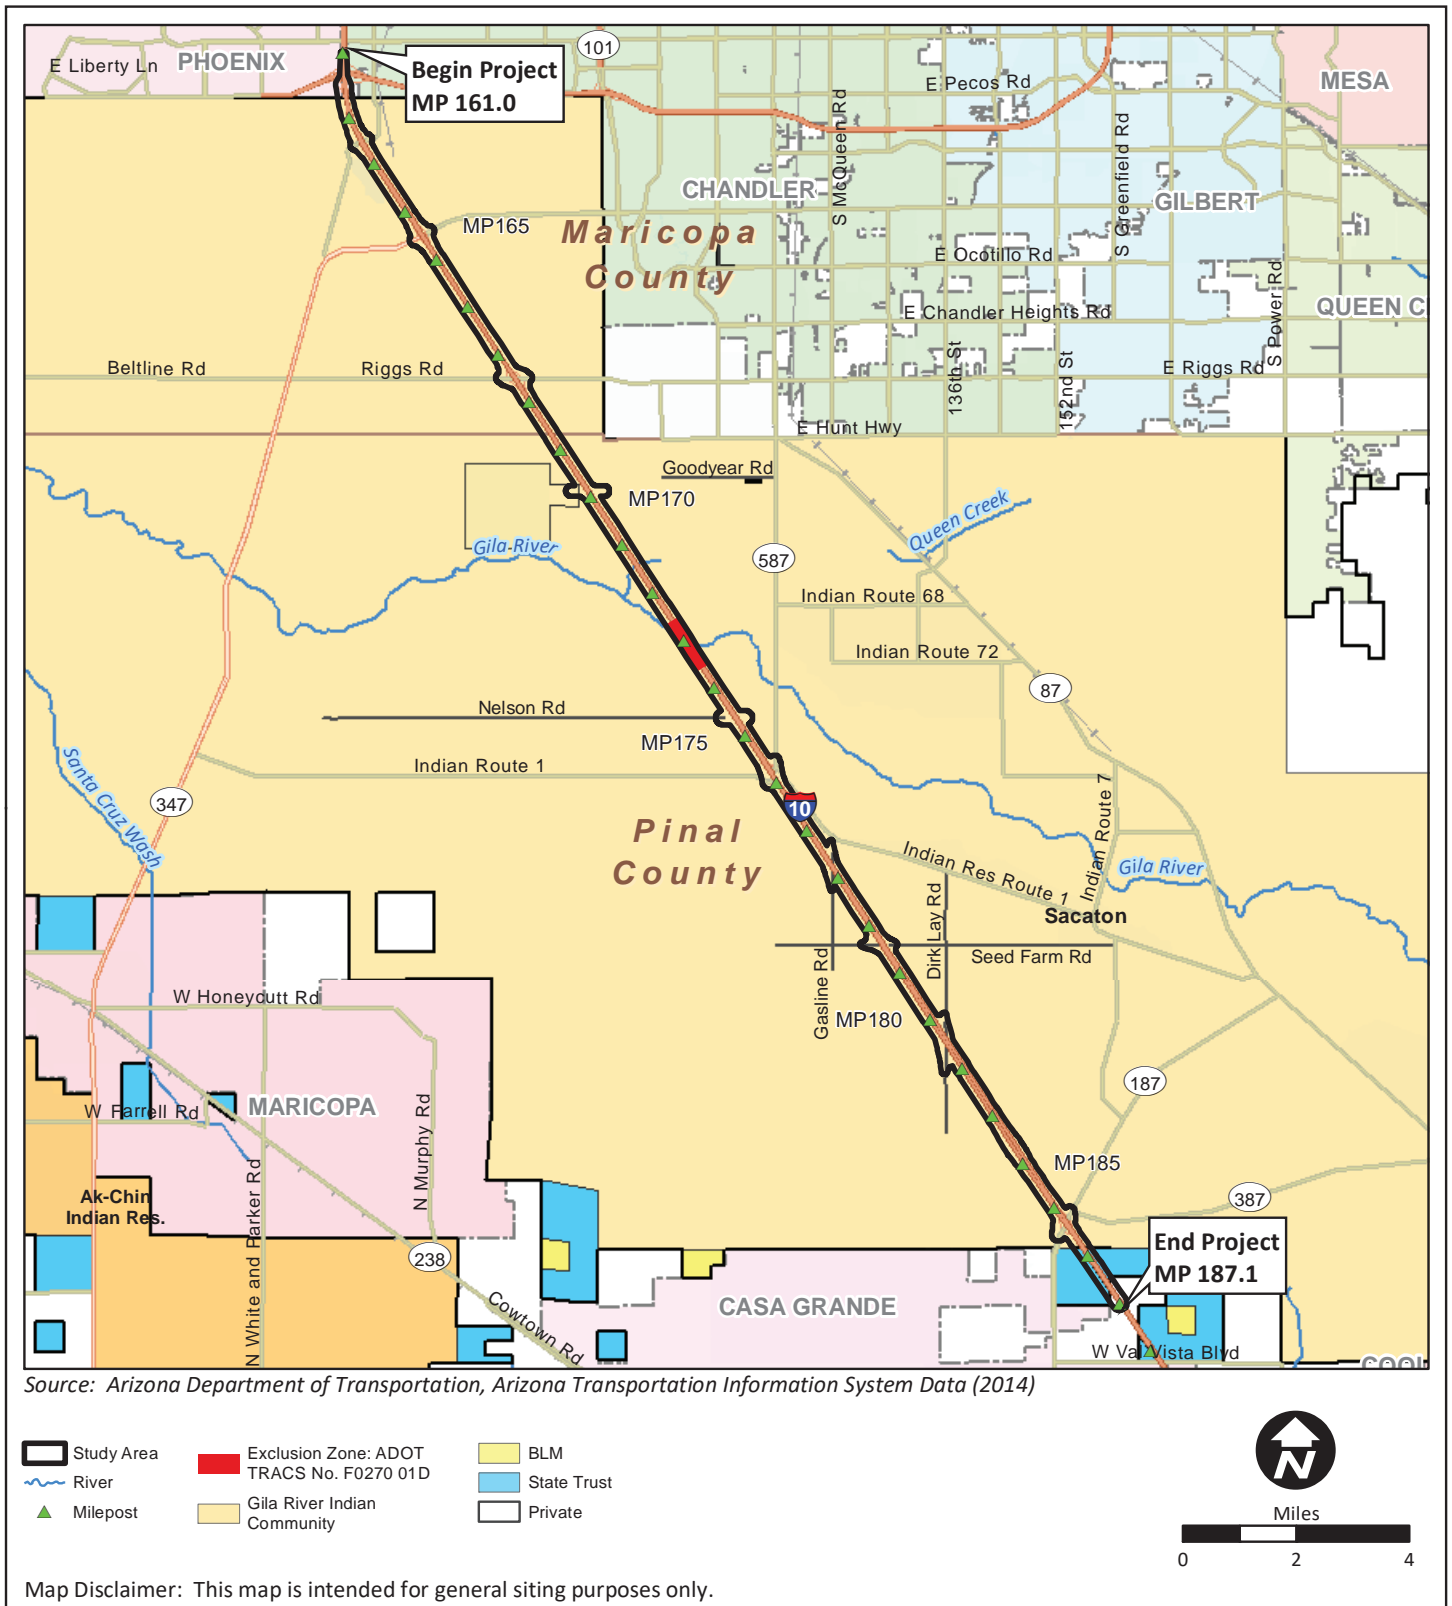 PHOENIX
E Liberty Ln
Begin Project
MP 161.0
101
E Pecos Rd
MESA
S McQueen Rd
S Greenfield Rd
CHANDLER
GILBERT
MP165
Maricopa
County
E Ocotillo Rd
S Power Rd
E Chandler Heights Rd
QUEEN C
Beltline Rd
Riggs Rd
136th St
152nd St
E Riggs Rd
E Hunt Hwy
Goodyear Rd
MP170
Queen Creek
Gila River
587
Indian Route 68
Indian Route 72
87
Nelson Rd
MP175
Indian Route 1
Santa Cruz Wash
347
10
Indian Route 7
Pinal
County
Indian Res Route 1
Gila River
Sacaton
Gasline Rd
Dirk Lay Rd
Seed Farm Rd
W Honeycutt Rd
MP180
187
W Farrell Rd
MARICOPA
N Murphy Rd
MP185
Ak-Chin
Indian Res.
N White and Parker Rd
387
238
End Project
MP 187.1
Cowtown Rd
CASA GRANDE
W Val Vista Blvd
COOL
Source: Arizona Department of Transportation, Arizona Transportation Information System Data (2014)
Study Area
River
Milepost
Exclusion Zone: ADOT
TRACS No. F0270 01D
Gila River Indian
Community
BLM
State Trust
Private
N
Miles
0 2 4
Map Disclaimer: This map is intended for general siting purposes only.